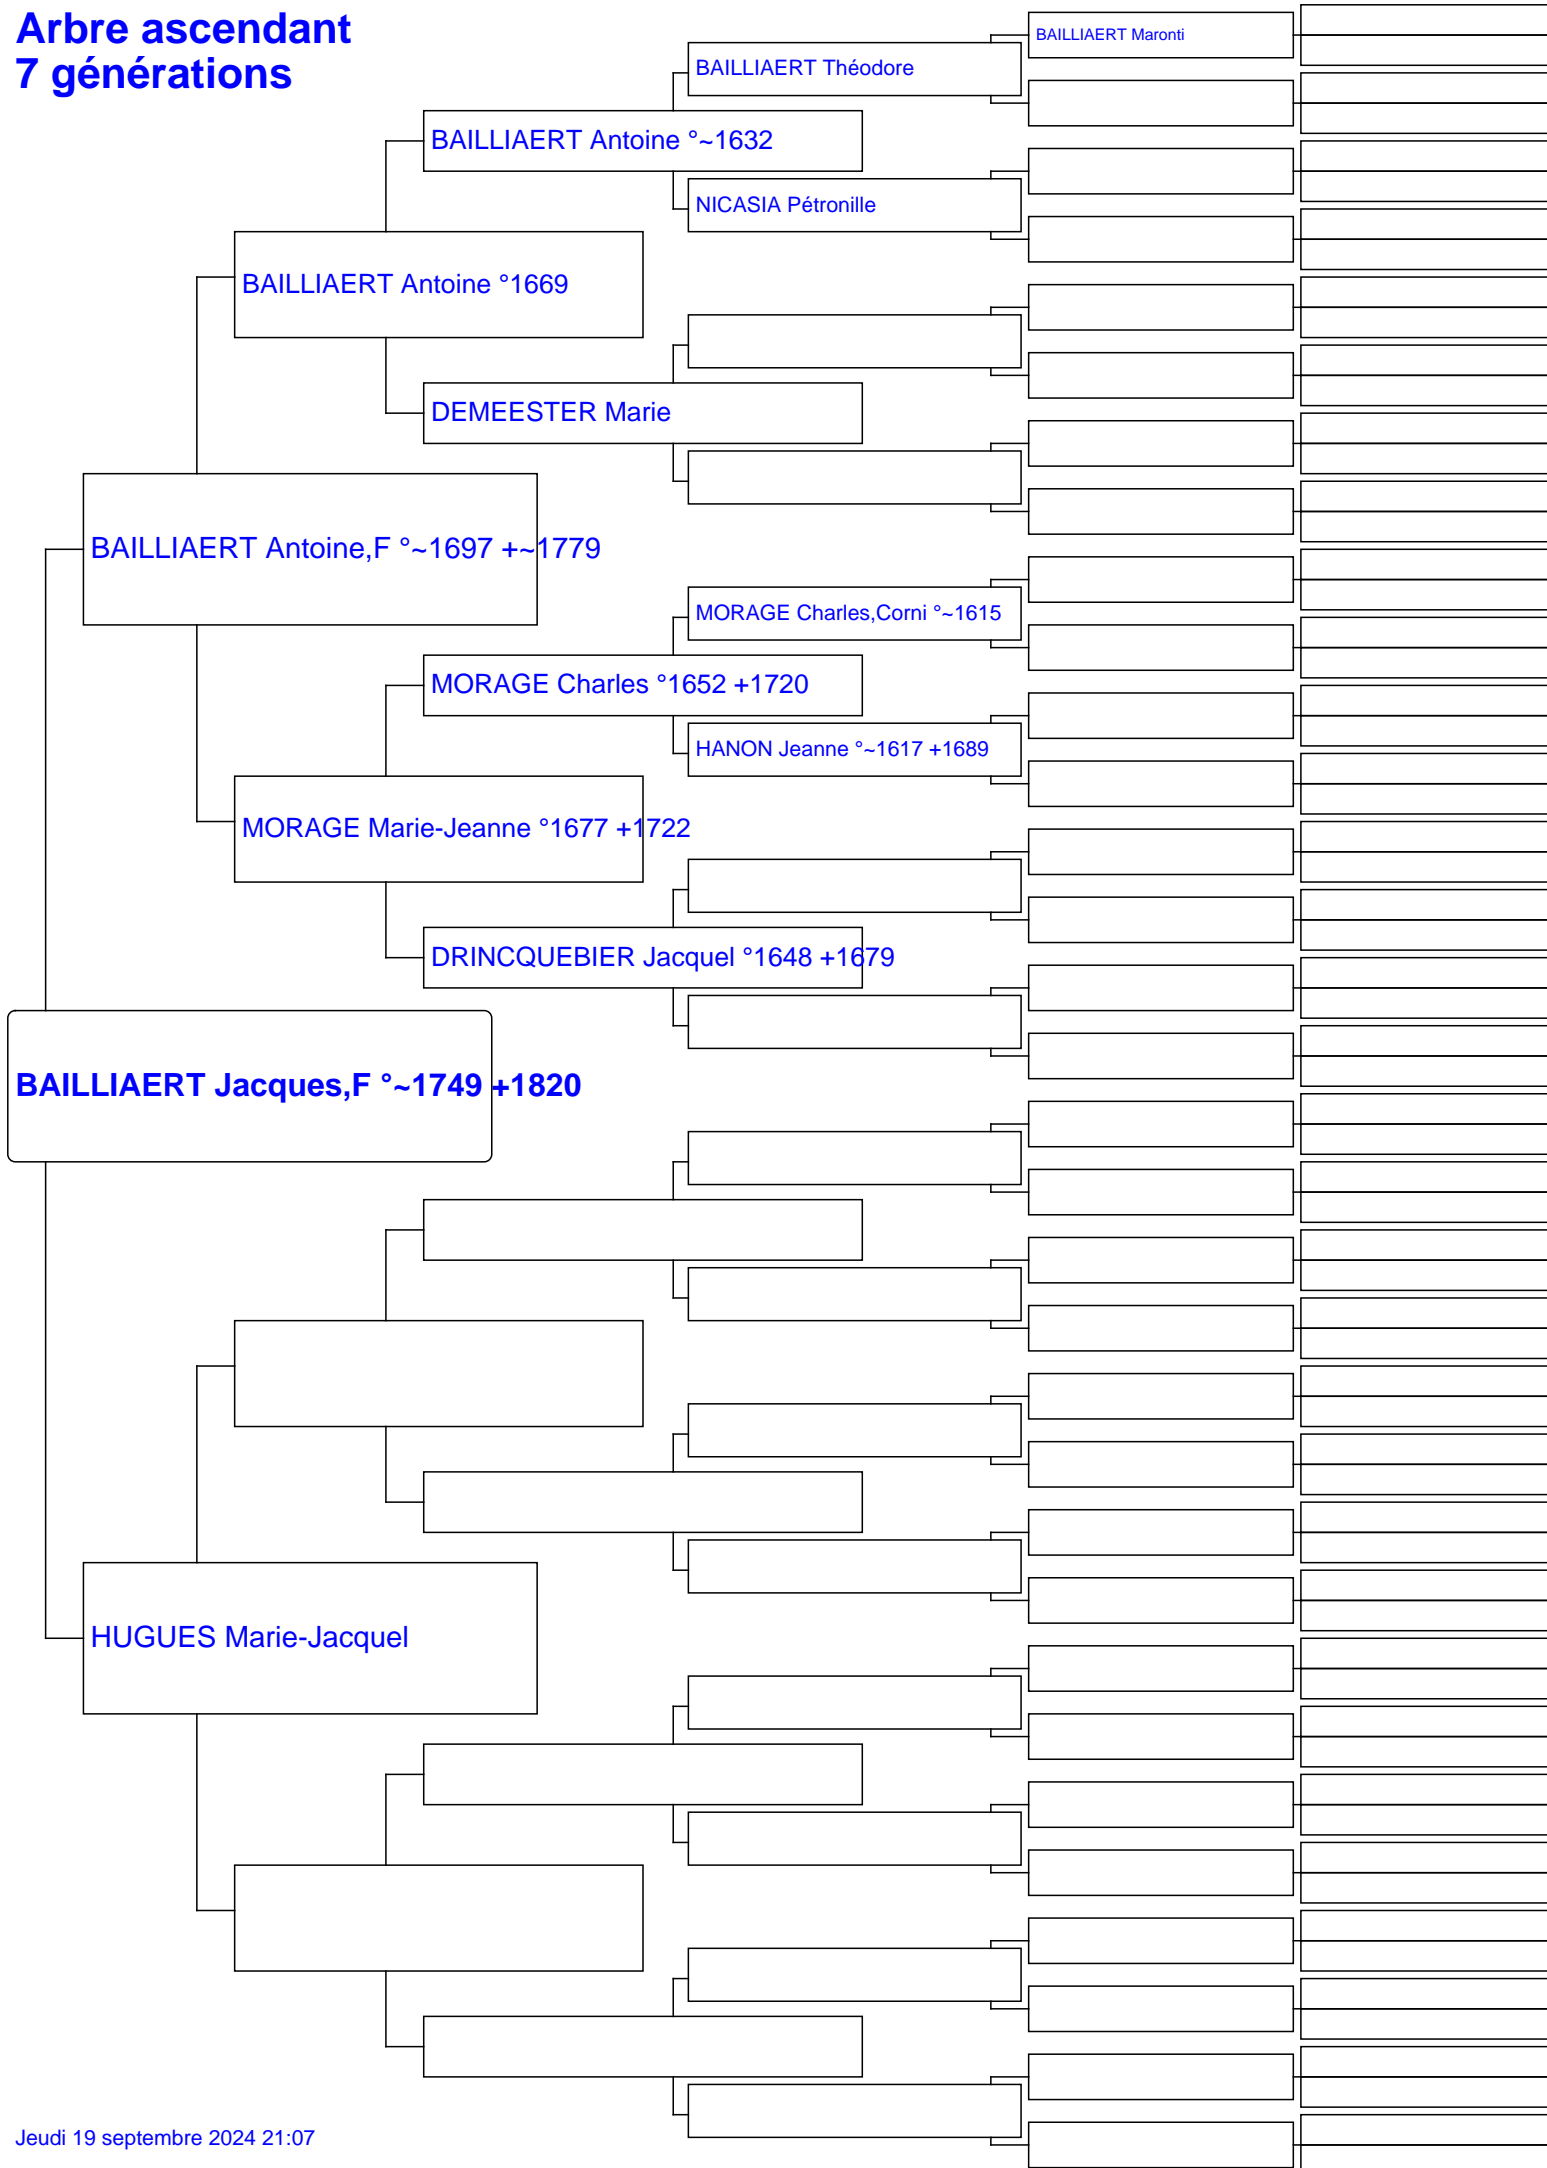 Arbre ascendant
7 générations
BAILLIAERT Maronti
BAILLIAERT Théodore
BAILLIAERT Antoine °~1632
NICASIA Pétronille
BAILLIAERT Antoine °1669
DEMEESTER Marie
BAILLIAERT Antoine,F °~1697 +~1779
MORAGE Charles,Corni °~1615
MORAGE Charles °1652 +1720
HANON Jeanne °~1617 +1689
MORAGE Marie-Jeanne °1677 +1722
DRINCQUEBIER Jacquel °1648 +1679
BAILLIAERT Jacques,F °~1749 +1820
HUGUES Marie-Jacquel
Jeudi 19 septembre 2024 21:07